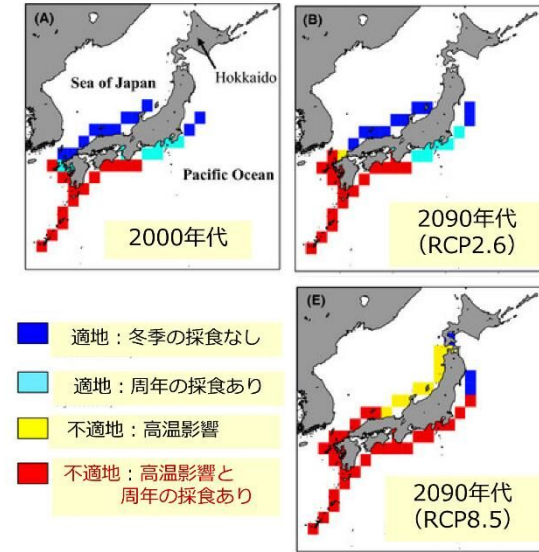 (A)
Hokkaido
Sea of Japan
Pacific Ocean
2000年代
(B)
2090年代
(RCP2.6)
適地：冬季の採食なし
適地：周年の採食あり
不適地：高温影響
不適地：高温影響と
周年の採食あり
(E)
2090年代
(RCP8.5)